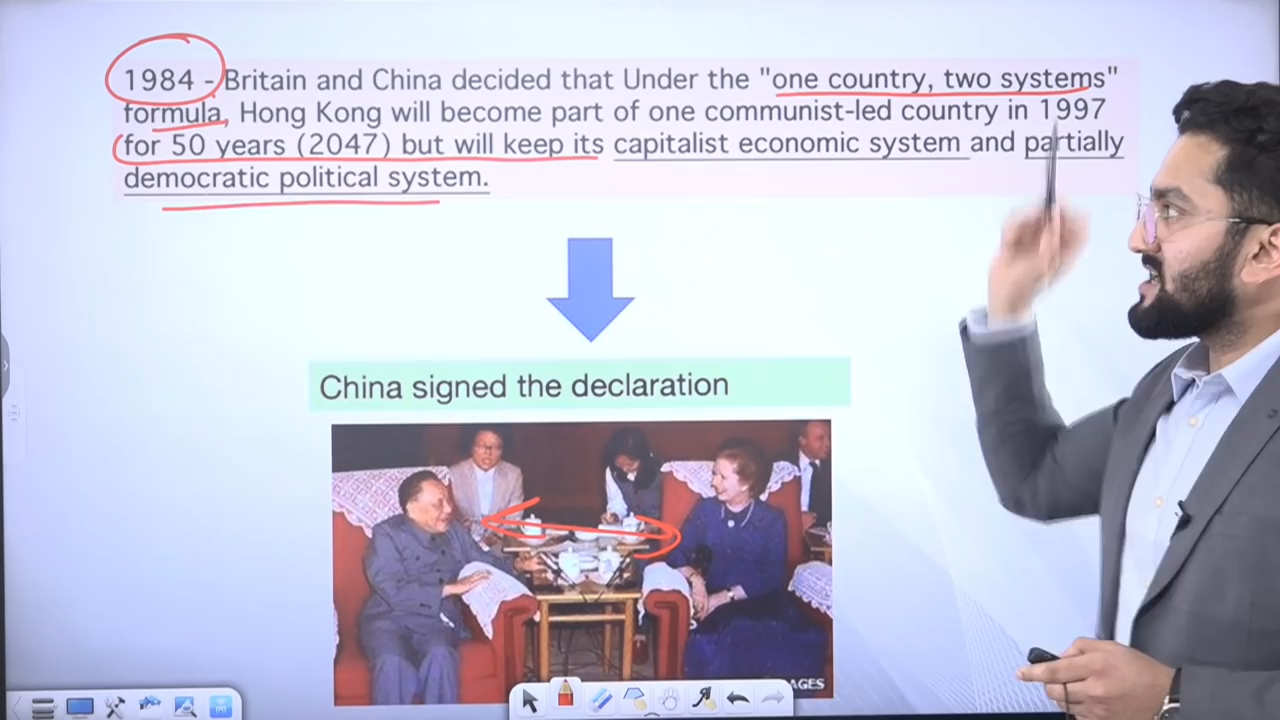 1984 - Britain and China decided that Under the "one country, two systems"
formula, Hong Kong will become part of one communist-led country in 1997
for 50 years (2047) but will keep its capitalist economic system and partially
democratic political system.
China signed the declaration
AGES